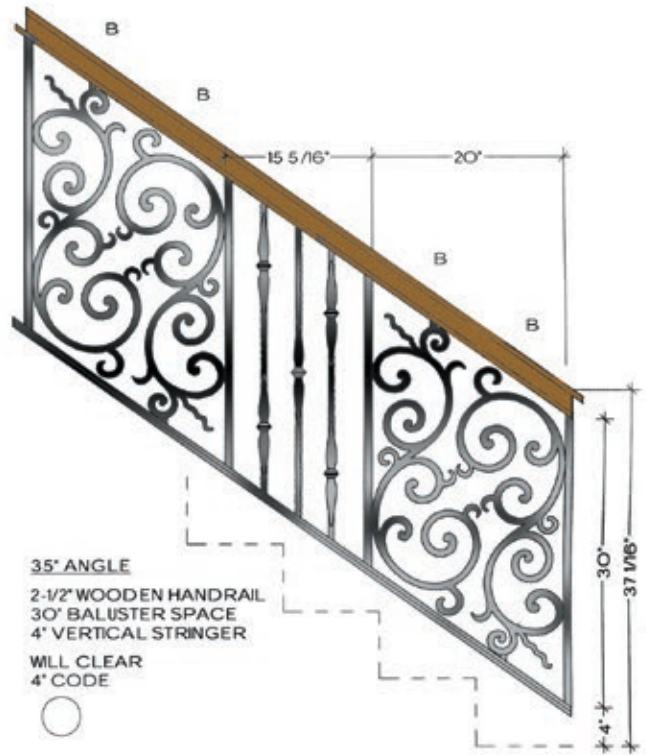 B
B
15 5/16"
20"
B
B
30"
37 1/16"
4"
35° ANGLE
2-1/2" WOODEN HANDRAIL
30" BALUSTER SPACE
4" VERTICAL STRINGER
WILL CLEAR
4" CODE